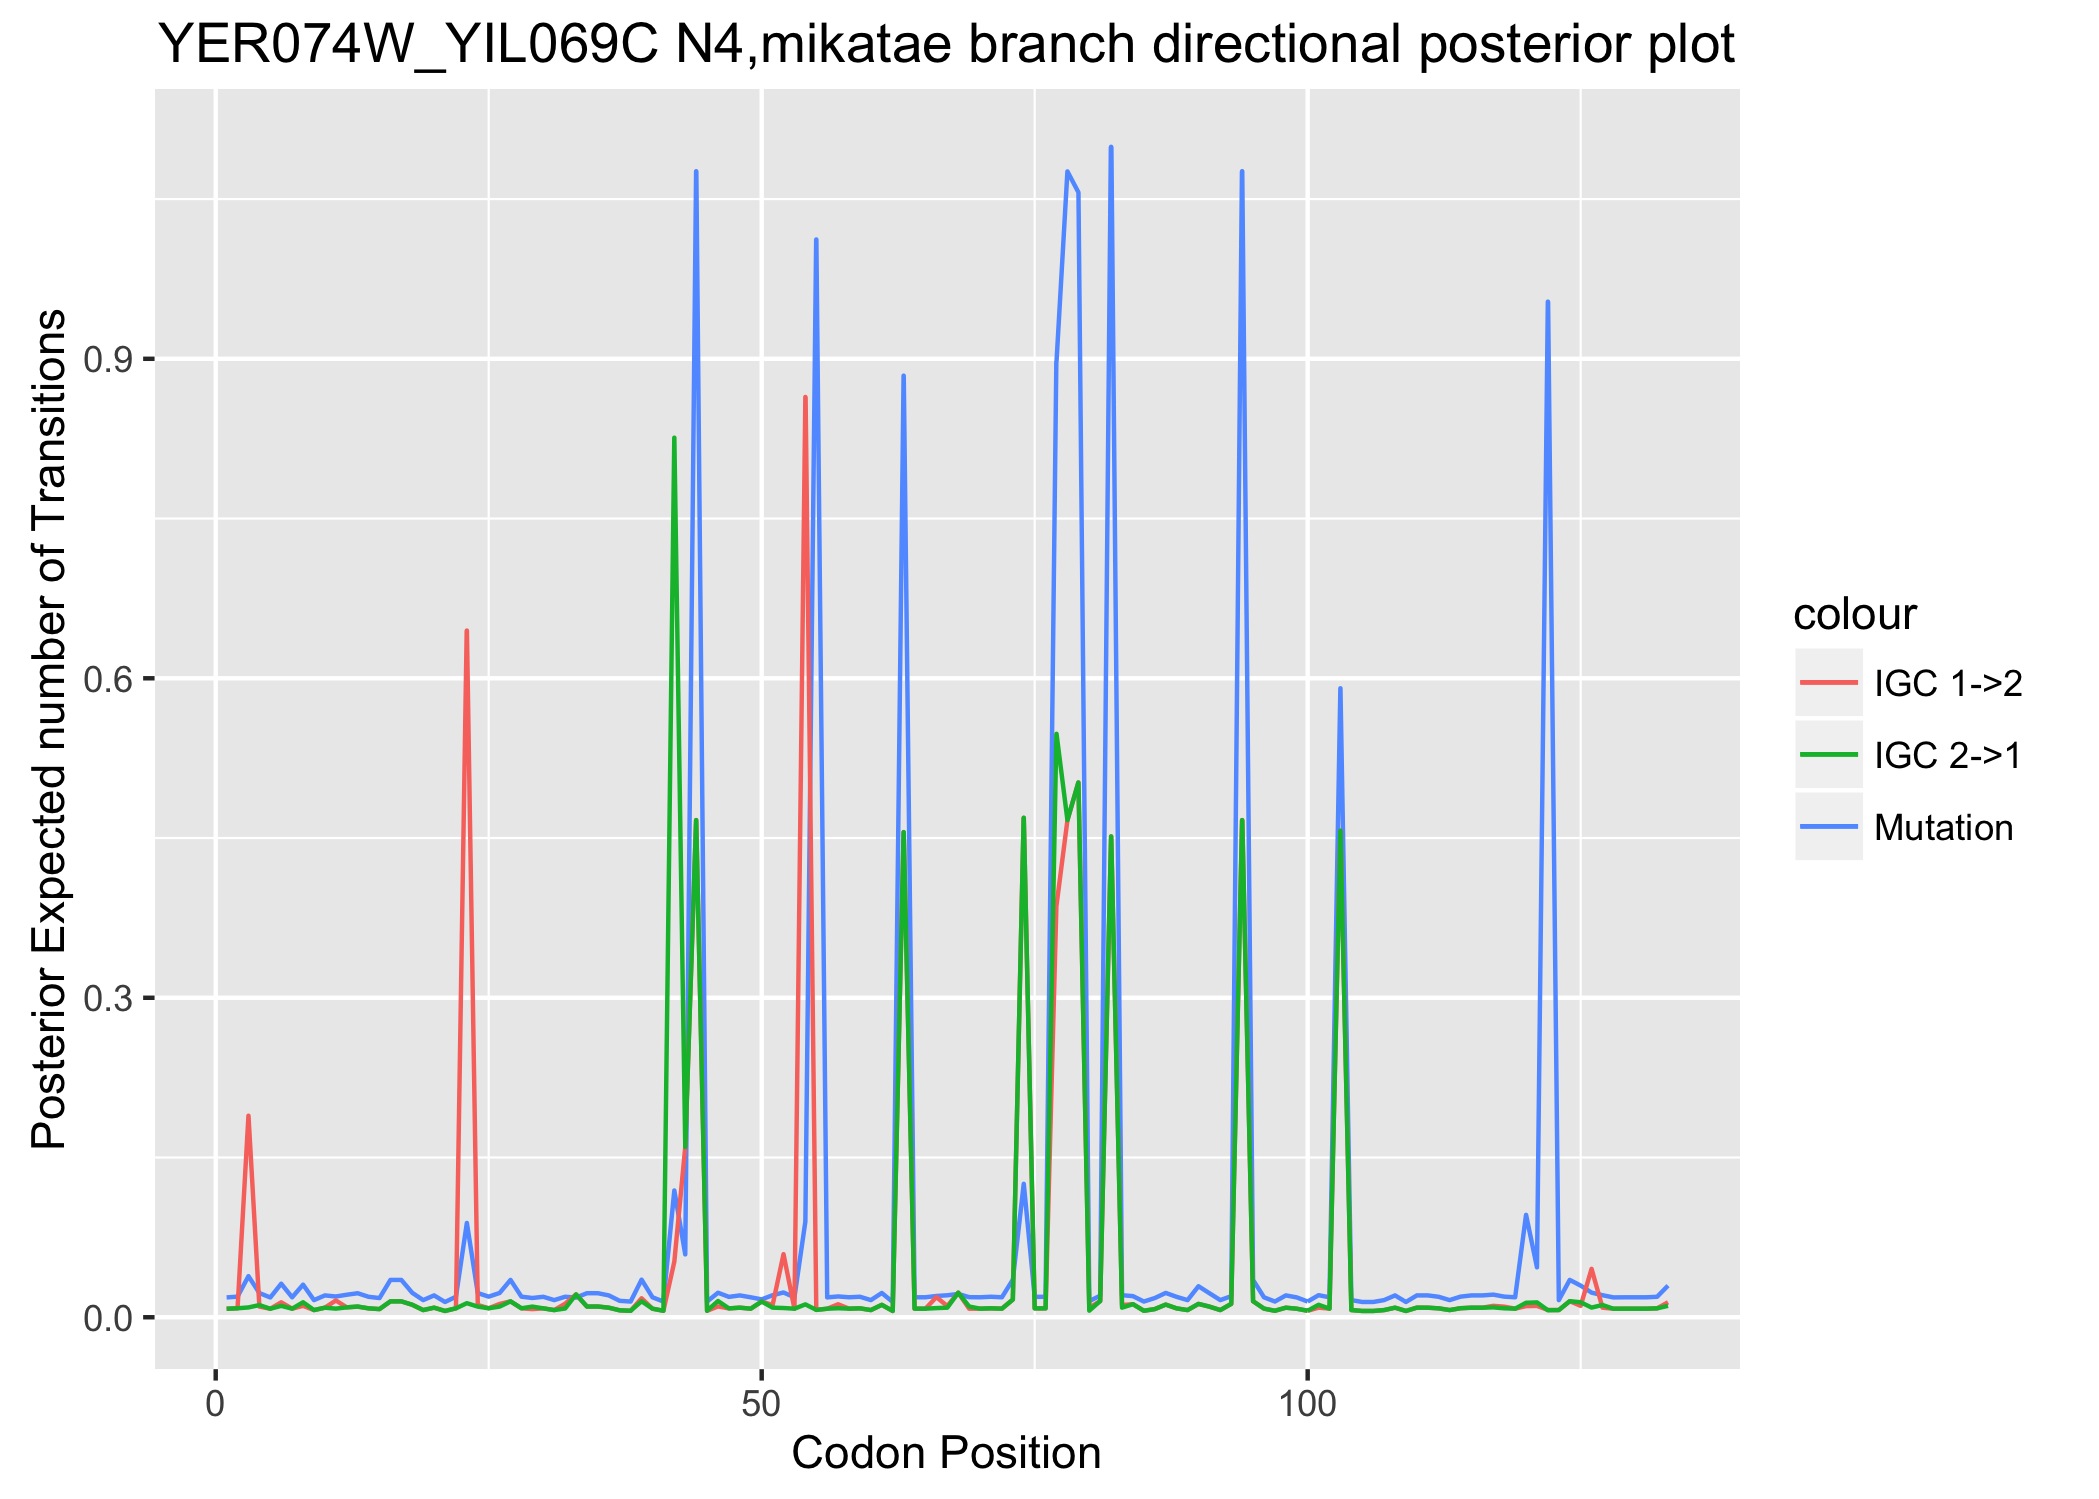 YER074W_YIL069C N4,mikatae branch directional posterior plot
Posterior Expected number of Transitions
0.9
0.6
0.3
0.0
0
50
100
Codon Position
colour
IGC 1->2
IGC 2->1
Mutation